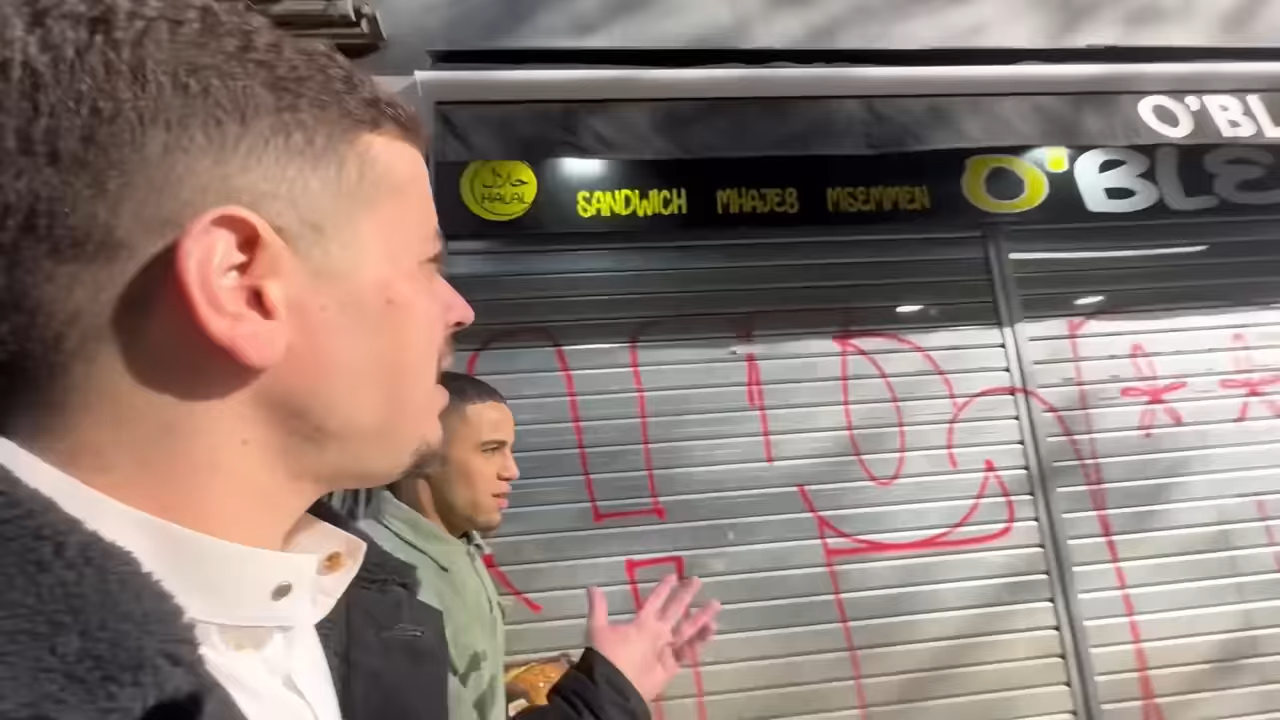 O'BL
حلال
HALAL
SANDWICH MHAJEB MSEMMEN O'BLE